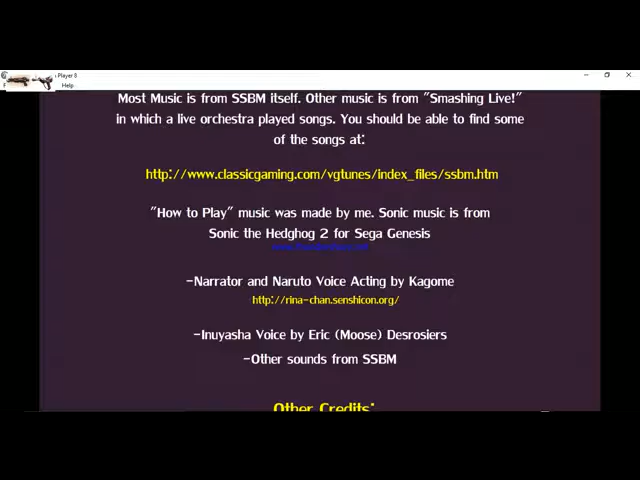 Player 8
Help
Most Music is from SSBM itself. Other music is from "Smashing Live!"
in which a live orchestra played songs. You should be able to find some
of the songs at:
http://www.classicgaming.com/vgtunes/index_files/ssbm.htm
"How to Play" music was made by me. Sonic music is from
Sonic the Hedghog 2 for Sega Genesis
-Narrator and Naruto Voice Acting by Kagome
http://rina-chan.senshicon.org/
-Inuyasha Voice by Eric (Moose) Desrosiers
-Other sounds from SSBM
Other Credits: